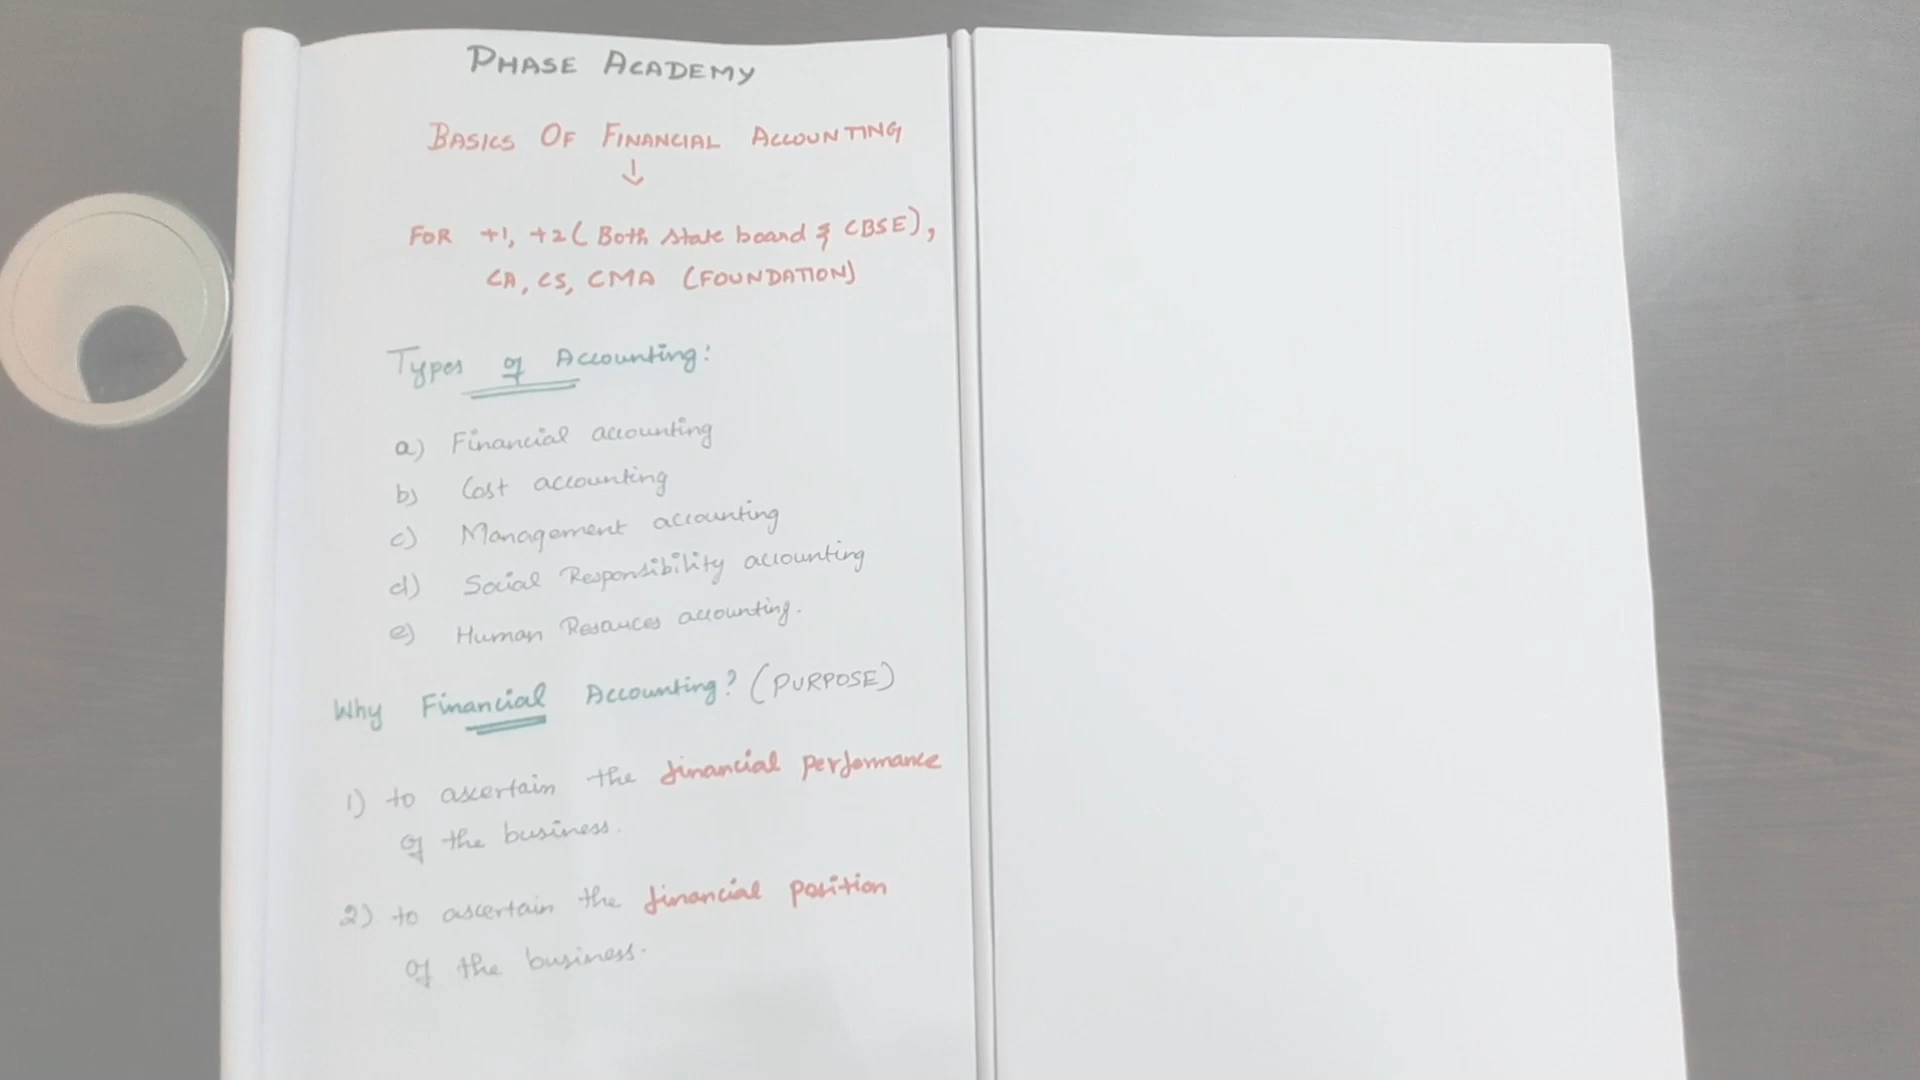 PHASE ACADEMY
BASICS OF FINANCIAL ACCOUNTING
↓
FOR +1, +2 ( Both state board & CBSE),
CA, CS, CMA (FOUNDATION)
Types of Accounting:
a) Financial accounting
b) Cost accounting
c) Management accounting
d) Social Responsibility accounting
e) Human Resources accounting.
Why Financial Accounting? (PURPOSE)
1) to ascertain the financial performance
of the business.
2) to ascertain the financial position
of the business.